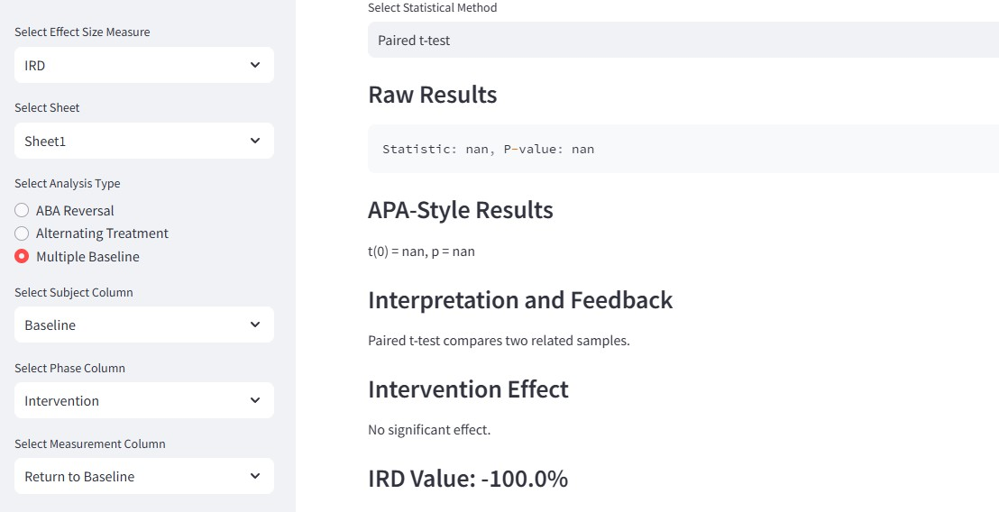 Select Effect Size Measure
IRD
Select Sheet
Sheet1
Select Analysis Type
ABA Reversal
Alternating Treatment
Multiple Baseline
Select Subject Column
Baseline
Select Phase Column
Intervention
Select Measurement Column
Return to Baseline
Select Statistical Method
Paired t-test
Raw Results
Statistic: nan, P-value: nan
APA-Style Results
t(0) = nan, p = nan
Interpretation and Feedback
Paired t-test compares two related samples.
Intervention Effect
No significant effect.
IRD Value: -100.0%